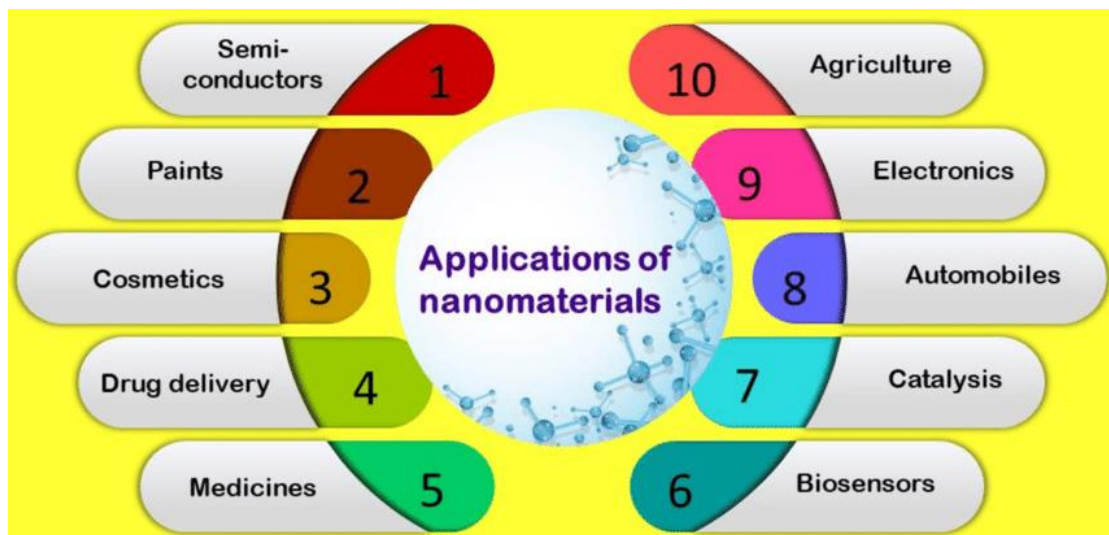 Semi-
conductors
1
Paints
2
Cosmetics
3
Drug delivery
4
Medicines
5
Applications of
nanomaterials
10
Agriculture
9
Electronics
8
Automobiles
7
Catalysis
6
Biosensors